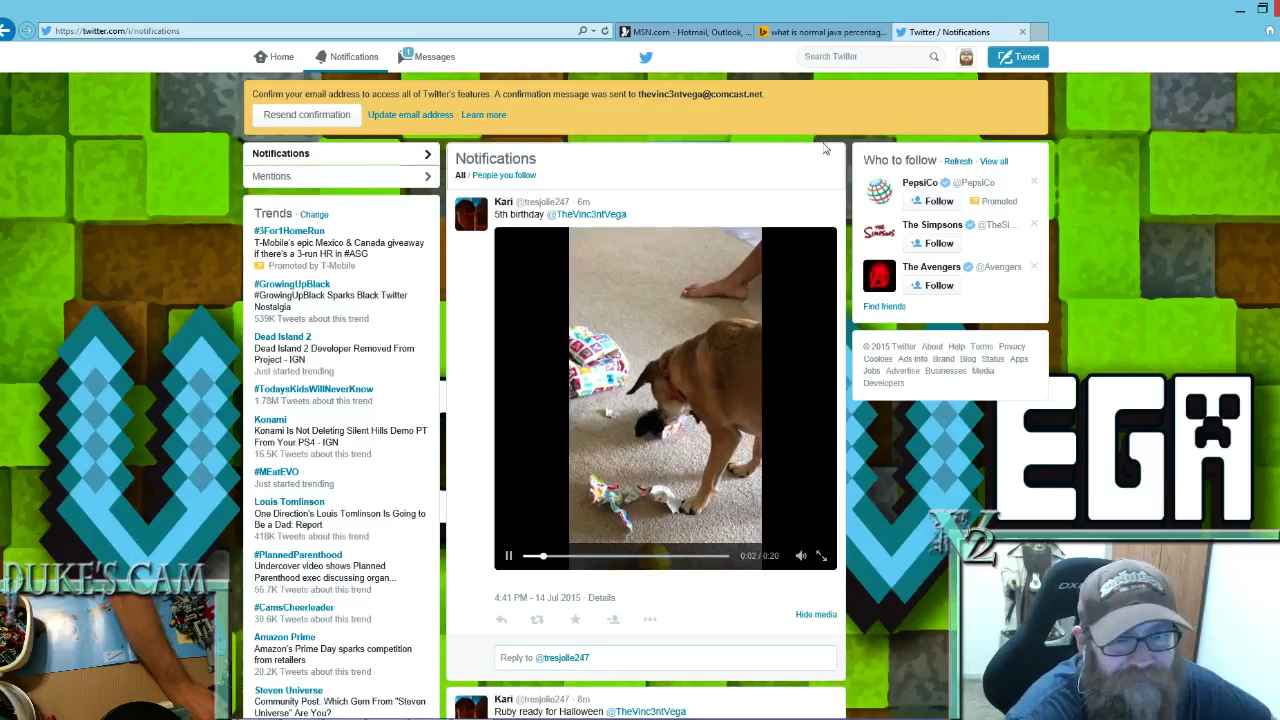 https://twitter.com/i/notifications
MSN.com - Hotmail, Outlook, ...
what is normal java percentag...
Twitter / Notifications
Home
Notifications
1
Messages
Search Twitter
Tweet
Confirm your email address to access all of Twitter's features. A confirmation message was sent to thevinc3ntvega@comcast.net.
Resend confirmation
Update email address · Learn more
Notifications
Mentions
Trends · Change
#3For1HomeRun
T-Mobile's epic Mexico & Canada giveaway
if there's a 3-run HR in #ASG
Promoted by T-Mobile
#GrowingUpBlack
#GrowingUpBlack Sparks Black Twitter
Nostalgia
539K Tweets about this trend
Dead Island 2
Dead Island 2 Developer Removed From
Project - IGN
Just started trending
#TodaysKidsWillNeverKnow
1.78M Tweets about this trend
Konami
Konami Is Not Deleting Silent Hills Demo PT
From Your PS4 - IGN
16.5K Tweets about this trend
#MEatEVO
Just started trending
Louis Tomlinson
One Direction's Louis Tomlinson Is Going to
Be a Dad: Report
418K Tweets about this trend
#PlannedParenthood
Undercover video shows Planned
Parenthood exec discussing organ...
56.7K Tweets about this trend
#CamsCheerleader
30.6K Tweets about this trend
Amazon Prime
Amazon's Prime Day sparks competition
from retailers
20.2K Tweets about this trend
Steven Universe
Community Post: Which Gem From "Steven
Universe" Are You?
Notifications
All / People you follow
Kari @tresjolie247 · 6m
5th birthday @TheVinc3ntVega
0:02 / 0:20
4:41 PM - 14 Jul 2015 · Details
Hide media
Reply to @tresjolie247
Kari @tresjolie247 · 8m
Ruby ready for Halloween @TheVinc3ntVega
Who to follow · Refresh · View all
PepsiCo @PepsiCo
Follow
Promoted
THE SIMPSONS
The Simpsons @TheSi...
Follow
The Avengers @Avengers
Follow
Find friends
© 2015 Twitter About Help Terms Privacy
Cookies Ads info Brand Blog Status Apps
Jobs Advertise Businesses Media
Developers
V
VEGA
V2
DUKE'S CAM